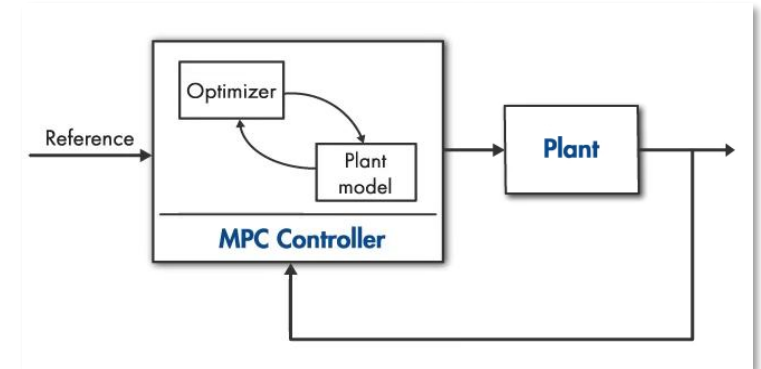 Optimizer
Reference
Plant
model
Plant
MPC Controller